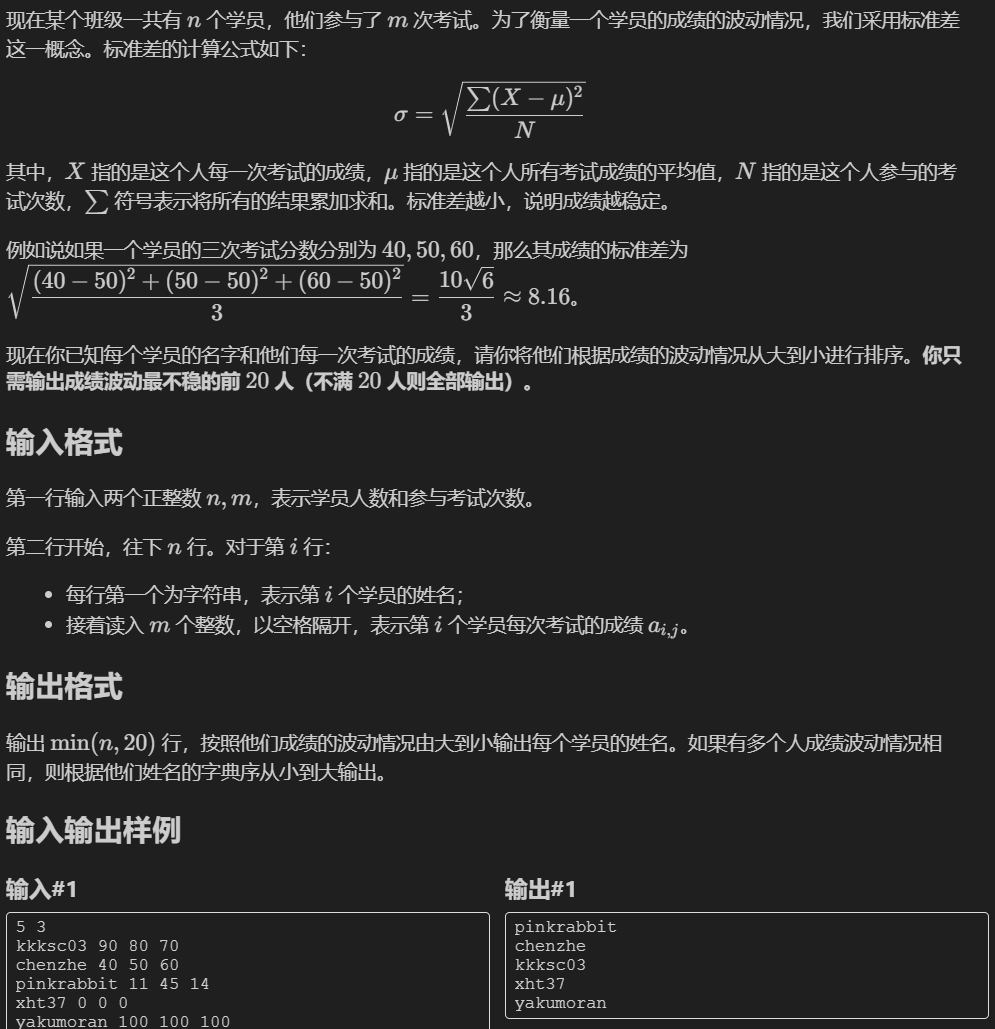 现在某个班级一共有 n 个学员，他们参与了 m 次考试。为了衡量一个学员的成绩的波动情况，我们采用标准差
这一概念。标准差的计算公式如下：
σ = √(∑(X − μ)² / N)
其中，X 指的是这个人每一次考试的成绩，μ 指的是这个人所有考试成绩的平均值，N 指的是这个人参与的考
试次数，∑ 符号表示将所有的结果累加求和。标准差越小，说明成绩越稳定。
例如说如果一个学员的三次考试分数分别为 40, 50, 60，那么其成绩的标准差为
√(((40 − 50)² + (50 − 50)² + (60 − 50)²) / 3) = 10√6 / 3 ≈ 8.16。
现在你已知每个学员的名字和他们每一次考试的成绩，请你将他们根据成绩的波动情况从大到小进行排序。你只
需输出成绩波动最不稳的前 20 人（不满 20 人则全部输出）。
输入格式
第一行输入两个正整数 n, m，表示学员人数和参与考试次数。
第二行开始，往下 n 行。对于第 i 行：
• 每行第一个为字符串，表示第 i 个学员的姓名；
• 接着读入 m 个整数，以空格隔开，表示第 i 个学员每次考试的成绩 a_{i,j}。
输出格式
输出 min(n, 20) 行，按照他们成绩的波动情况由大到小输出每个学员的姓名。如果有多个人成绩波动情况相
同，则根据他们姓名的字典序从小到大输出。
输入输出样例
输入#1
5 3
kkksc03 90 80 70
chenzhe 40 50 60
pinkrabbit 11 45 14
xht37 0 0 0
yakumoran 100 100 100
输出#1
pinkrabbit
chenzhe
kkksc03
xht37
yakumoran